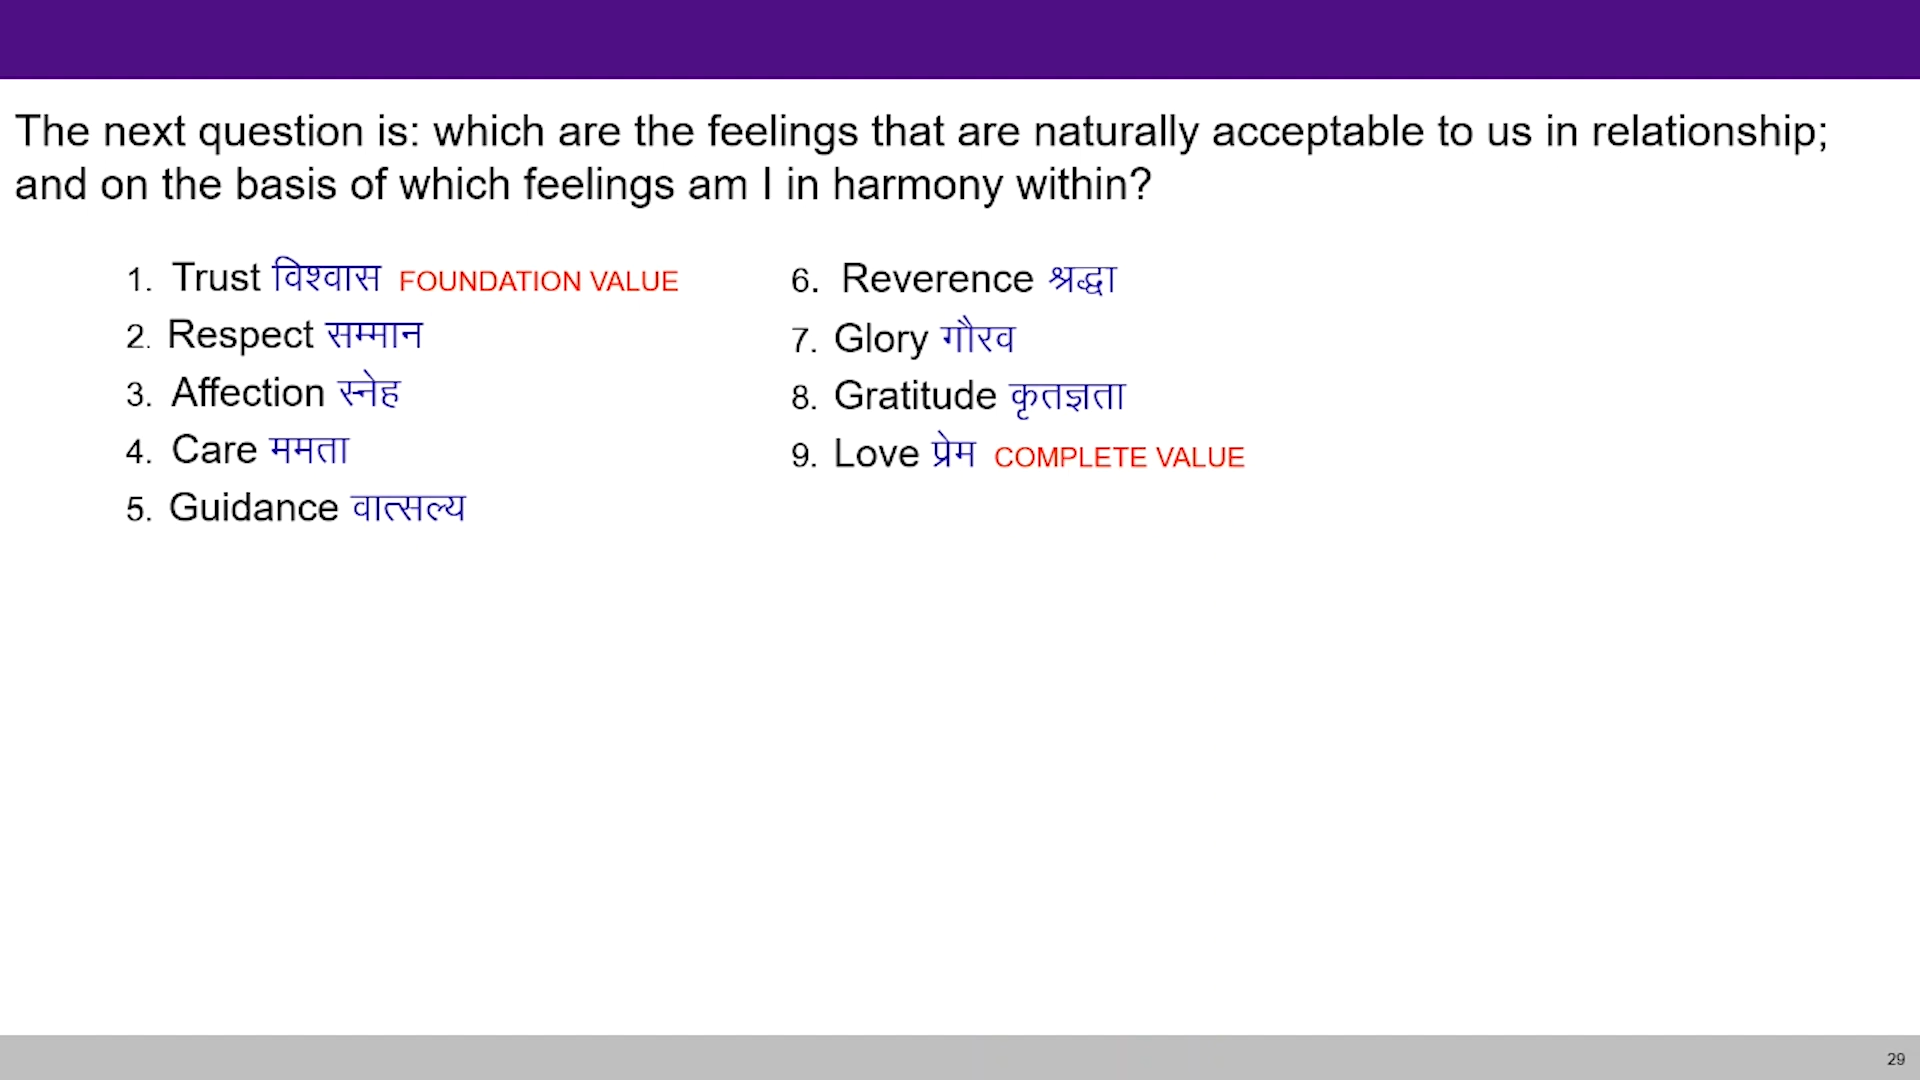 The next question is: which are the feelings that are naturally acceptable to us in relationship;
and on the basis of which feelings am I in harmony within?
1. Trust विश्वास FOUNDATION VALUE
2. Respect सम्मान
3. Affection स्नेह
4. Care ममता
5. Guidance वात्सल्य
6. Reverence श्रद्धा
7. Glory गौरव
8. Gratitude कृतज्ञता
9. Love प्रेम COMPLETE VALUE
29